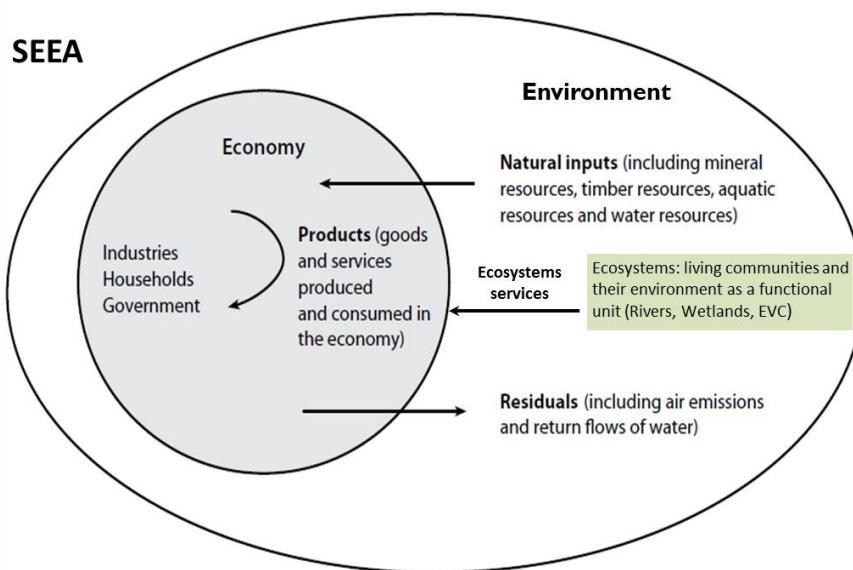 SEEA
Environment
Economy
Natural inputs (including mineral
resources, timber resources, aquatic
resources and water resources)
Industries
Households
Government
Products (goods
and services
produced
and consumed in
the economy)
Ecosystems
services
Ecosystems: living communities and
their environment as a functional
unit (Rivers, Wetlands, EVC)
Residuals (including air emissions
and return flows of water)